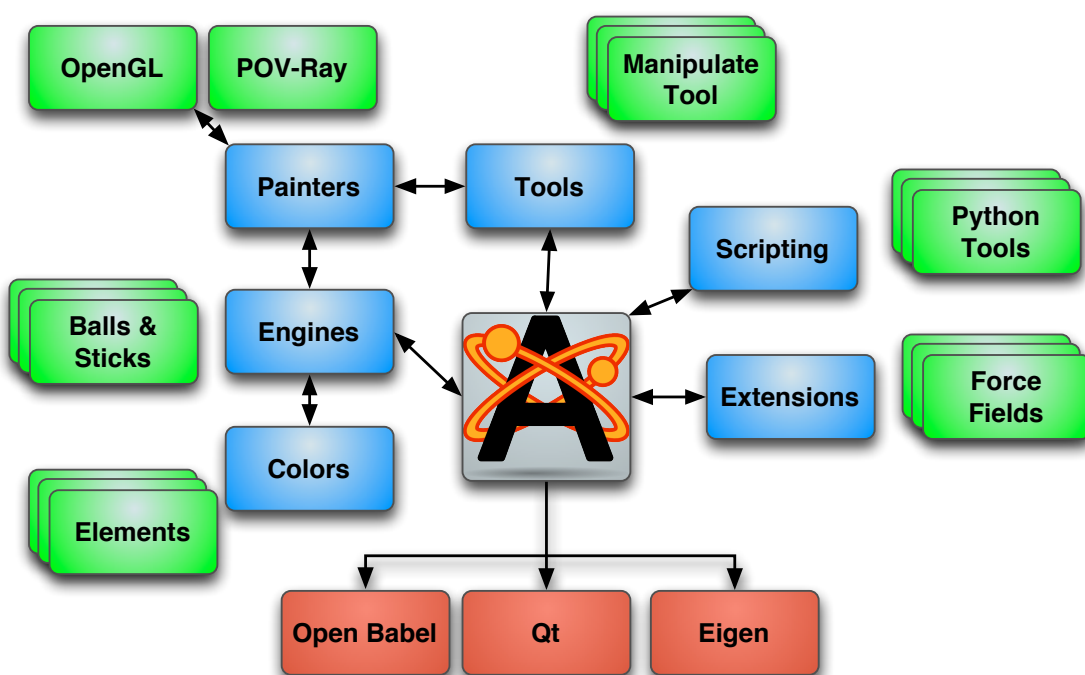 OpenGL
POV-Ray
Manipulate
Tool
Painters
Tools
Python
Tools
Scripting
Balls &
Sticks
Engines
A
Extensions
Force
Fields
Colors
Elements
Open Babel
Qt
Eigen